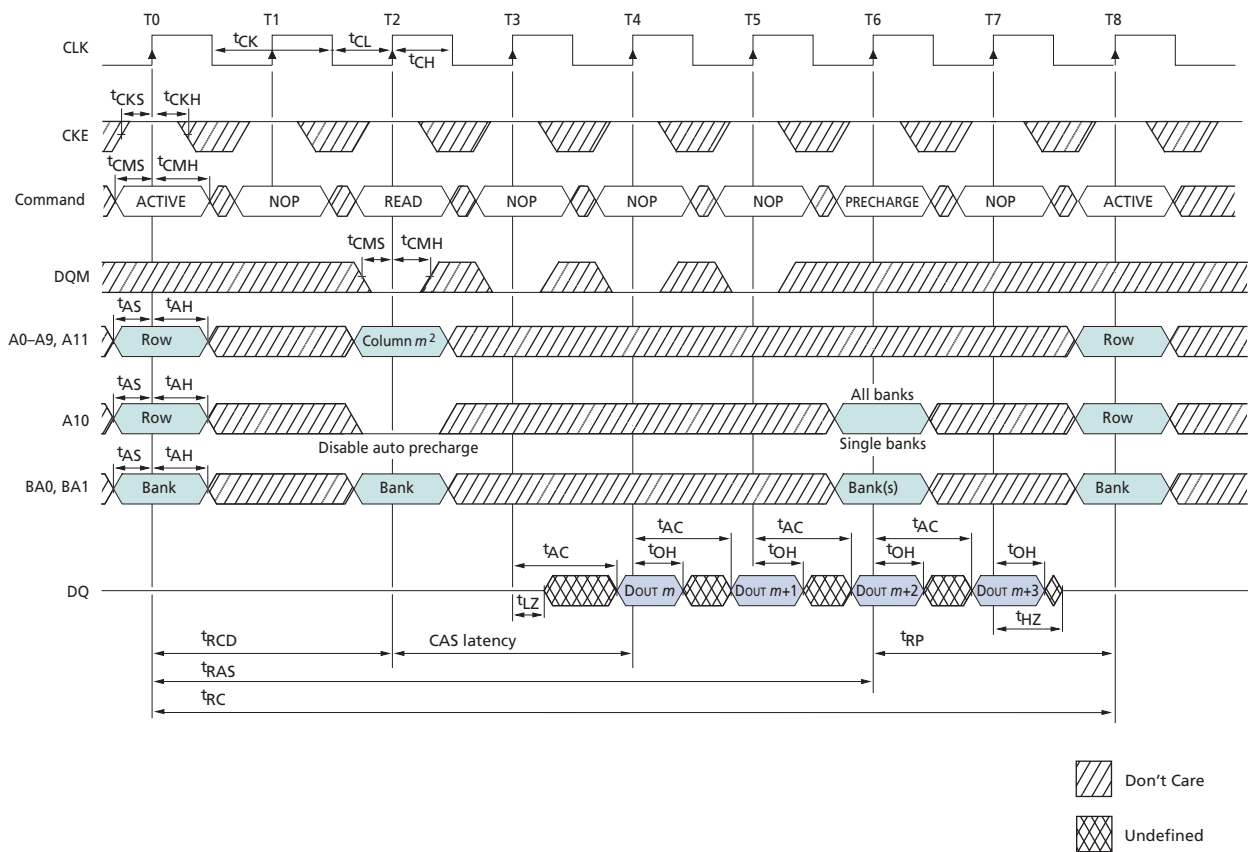 T0 T1 T2 T3 T4 T5 T6 T7 T8
CLK
tCK tCL
tCH
tCKS tCKH
CKE
tCMS tCMH
Command ACTIVE NOP READ NOP NOP NOP PRECHARGE NOP ACTIVE
tCMS tCMH
DQM
tAS tAH
A0–A9, A11 Row Column m2 Row
tAS tAH
All banks
A10 Row Row
Disable auto precharge Single banks
tAS tAH
BA0, BA1 Bank Bank Bank(s) Bank
tAC tAC tAC
tAC tOH tOH tOH tOH
DQ DOUT m DOUT m+1 DOUT m+2 DOUT m+3
tLZ tHZ
tRCD CAS latency tRP
tRAS
tRC
Don't Care
Undefined